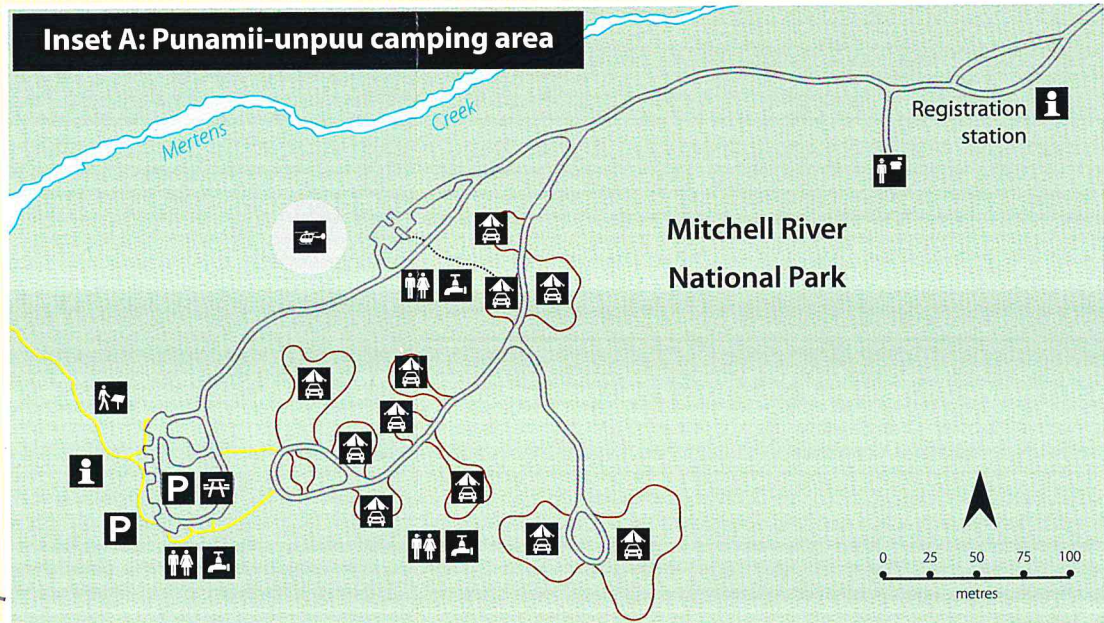 Inset A: Punamii-unpuu camping area
Mertens
Creek
Registration
station
i
Mitchell River
National Park
i
P
P
0 25 50 75 100
metres